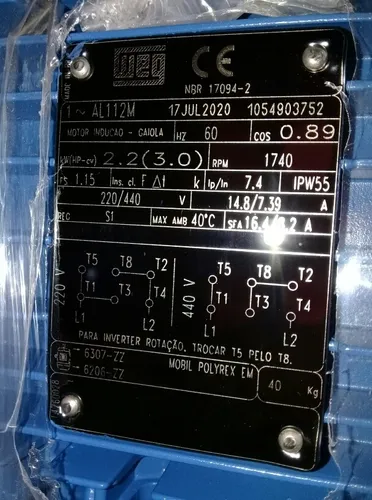 WEG CE
NBR 17094-2
1~ AL112M 17JUL2020 1054903752
MOTOR INDUCAO - GAIOLA HZ 60 COS 0.89
kW(HP-cv) 2.2(3.0) RPM 1740
FS 1.15 Ins. cl. F Δt k Ip/In 7.4 IPW55
220/440 V 14.8/7.39 A
REG S1 MAX AMB 40°C SFA 16.4/8.2 A
T5 T8 T2 T5 T8 T2
220 V 440 V
T1 T3 T4 T1 T3 T4
L1 L2 L1 L2
PARA INVERTER ROTAÇÃO, TROCAR T5 PELO T8.
→ 6307-ZZ MOBIL POLYREX EM
→ 6206-ZZ 40 Kg